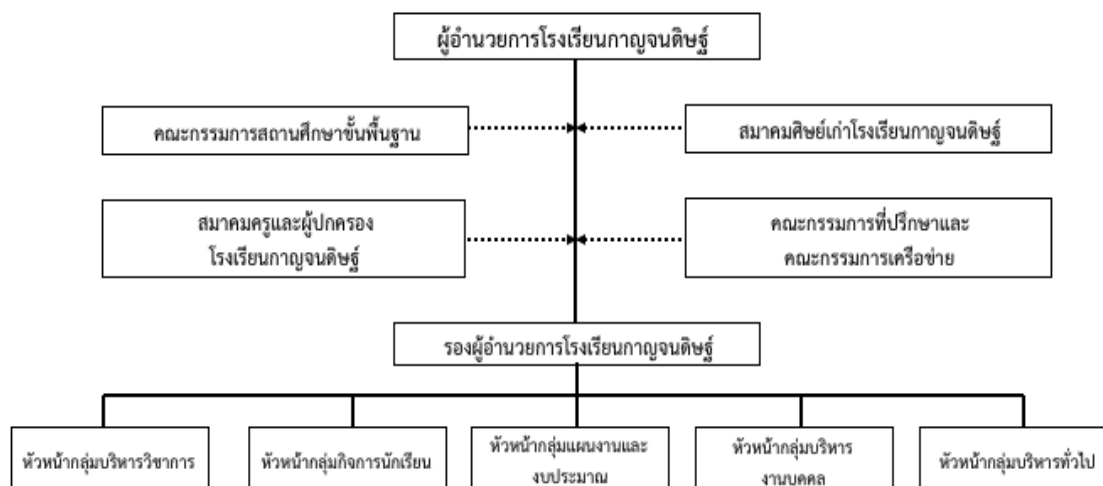 ผู้อำนวยการโรงเรียนกาญจนดิษฐ์
คณะกรรมการสถานศึกษาขั้นพื้นฐาน
สมาคมศิษย์เก่าโรงเรียนกาญจนดิษฐ์
สมาคมครูและผู้ปกครอง
โรงเรียนกาญจนดิษฐ์
คณะกรรมการที่ปรึกษาและ
คณะกรรมการเครือข่าย
รองผู้อำนวยการโรงเรียนกาญจนดิษฐ์
หัวหน้ากลุ่มบริหารวิชาการ
หัวหน้ากลุ่มกิจการนักเรียน
หัวหน้ากลุ่มแผนงานและ
งบประมาณ
หัวหน้ากลุ่มบริหาร
งานบุคคล
หัวหน้ากลุ่มบริหารทั่วไป